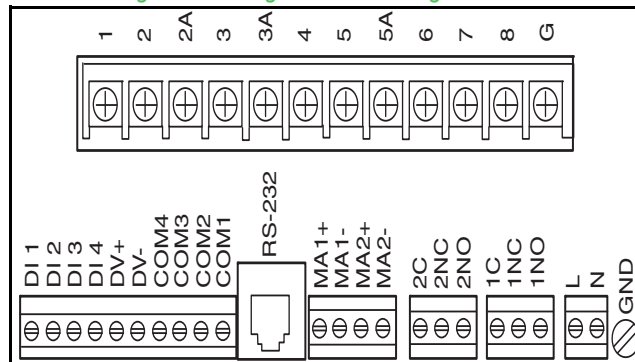 1 2 2A 3 3A 4 5 5A 6 7 8 G
DI 1
DI 2
DI 3
DI 4
DV+
DV-
COM4
COM3
COM2
COM1
RS-232
MA1+
MA1-
MA2+
MA2-
2C
2NC
2NO
1C
1NC
1NO
L
N
GND